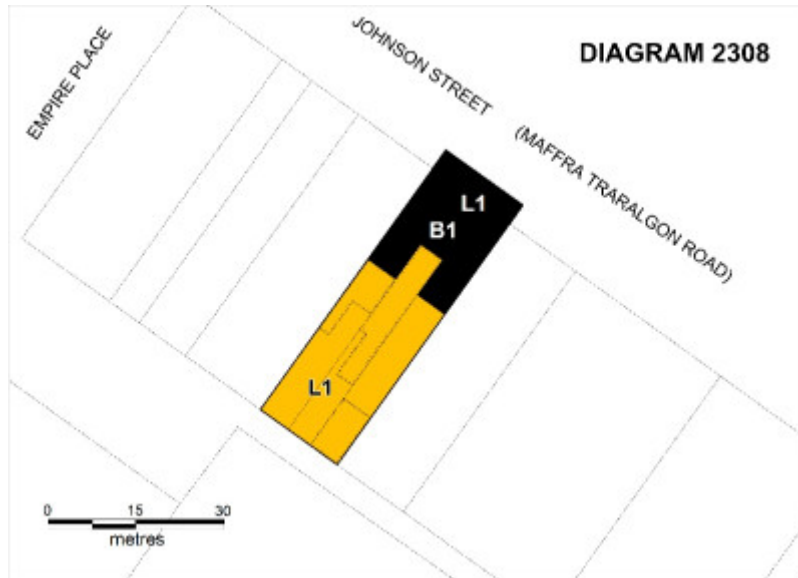 DIAGRAM 2308
EMPIRE PLACE
JOHNSON STREET (MAFFRA TRARALGON ROAD)
L1
B1
L1
0 15 30
metres